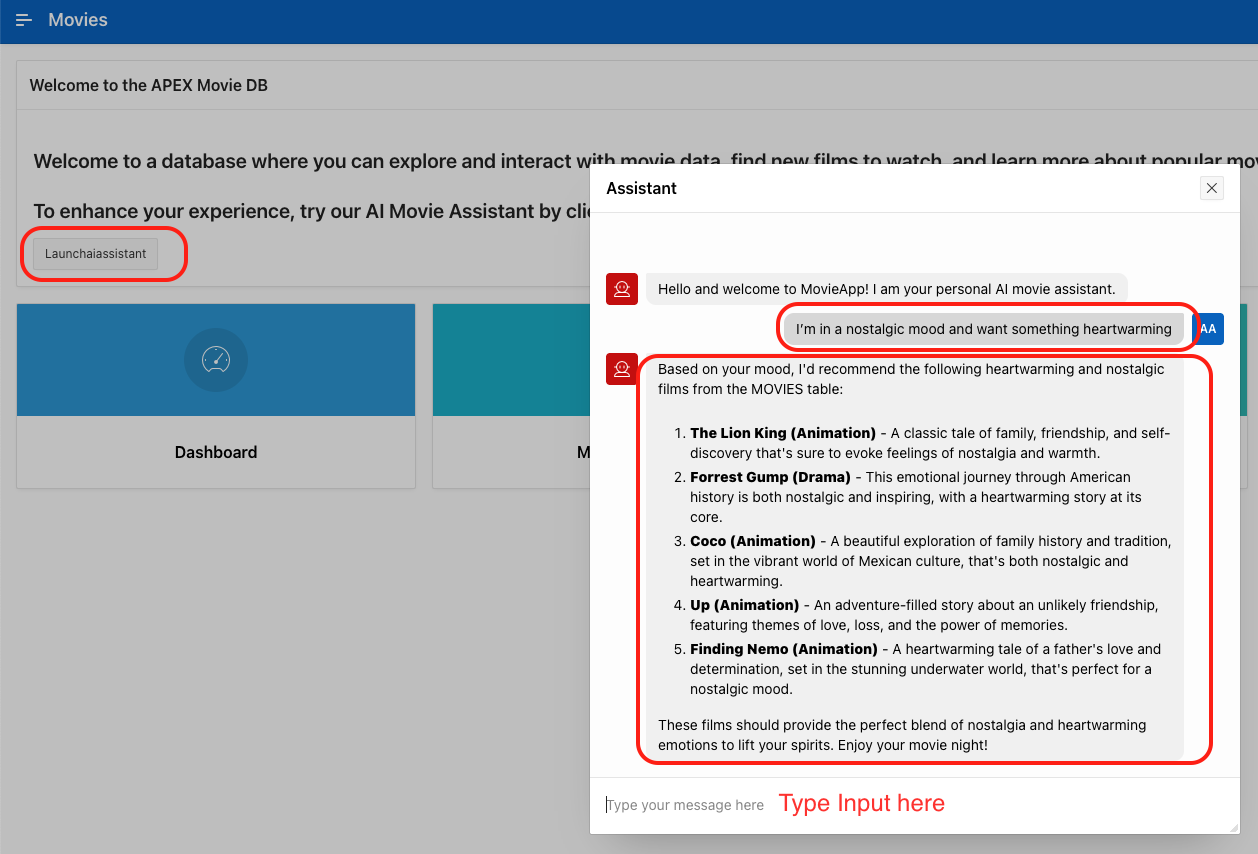 Movies
Welcome to the APEX Movie DB
Welcome to a database where you can explore and interact with movie data, find new films to watch, and learn more about popular
To enhance your experience, try our AI Movie Assistant by
Launchaiassistant
Dashboard
Assistant
Hello and welcome to MovieApp! I am your personal AI movie assistant.
I’m in a nostalgic mood and want something heartwarming
AA
Based on your mood, I'd recommend the following heartwarming and nostalgic
films from the MOVIES table:
1. The Lion King (Animation) - A classic tale of family, friendship, and self-
discovery that's sure to evoke feelings of nostalgia and warmth.
2. Forrest Gump (Drama) - This emotional journey through American
history is both nostalgic and inspiring, with a heartwarming story at its
core.
3. Coco (Animation) - A beautiful exploration of family history and tradition,
set in the vibrant world of Mexican culture, that's both nostalgic and
heartwarming.
4. Up (Animation) - An adventure-filled story about an unlikely friendship,
featuring themes of love, loss, and the power of memories.
5. Finding Nemo (Animation) - A heartwarming tale of a father's love and
determination, set in the stunning underwater world, that's perfect for a
nostalgic mood.
These films should provide the perfect blend of nostalgia and heartwarming
emotions to lift your spirits. Enjoy your movie night!
Type your message here Type Input here